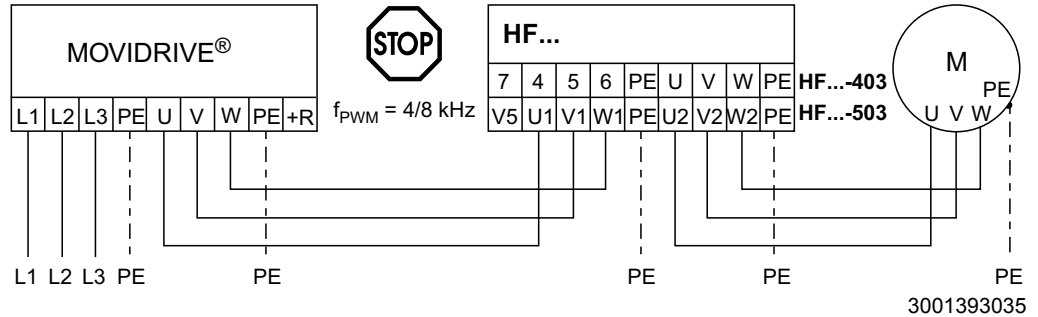 MOVIDRIVE®
STOP
HF...
M
7 4 5 6 PE U V W PE HF...-403
PE
L1 L2 L3 PE U V W PE +R
f_PWM = 4/8 kHz
V5 U1 V1 W1 PE U2 V2 W2 PE HF...-503
U V W
L1 L2 L3 PE
PE
PE
PE
PE
3001393035